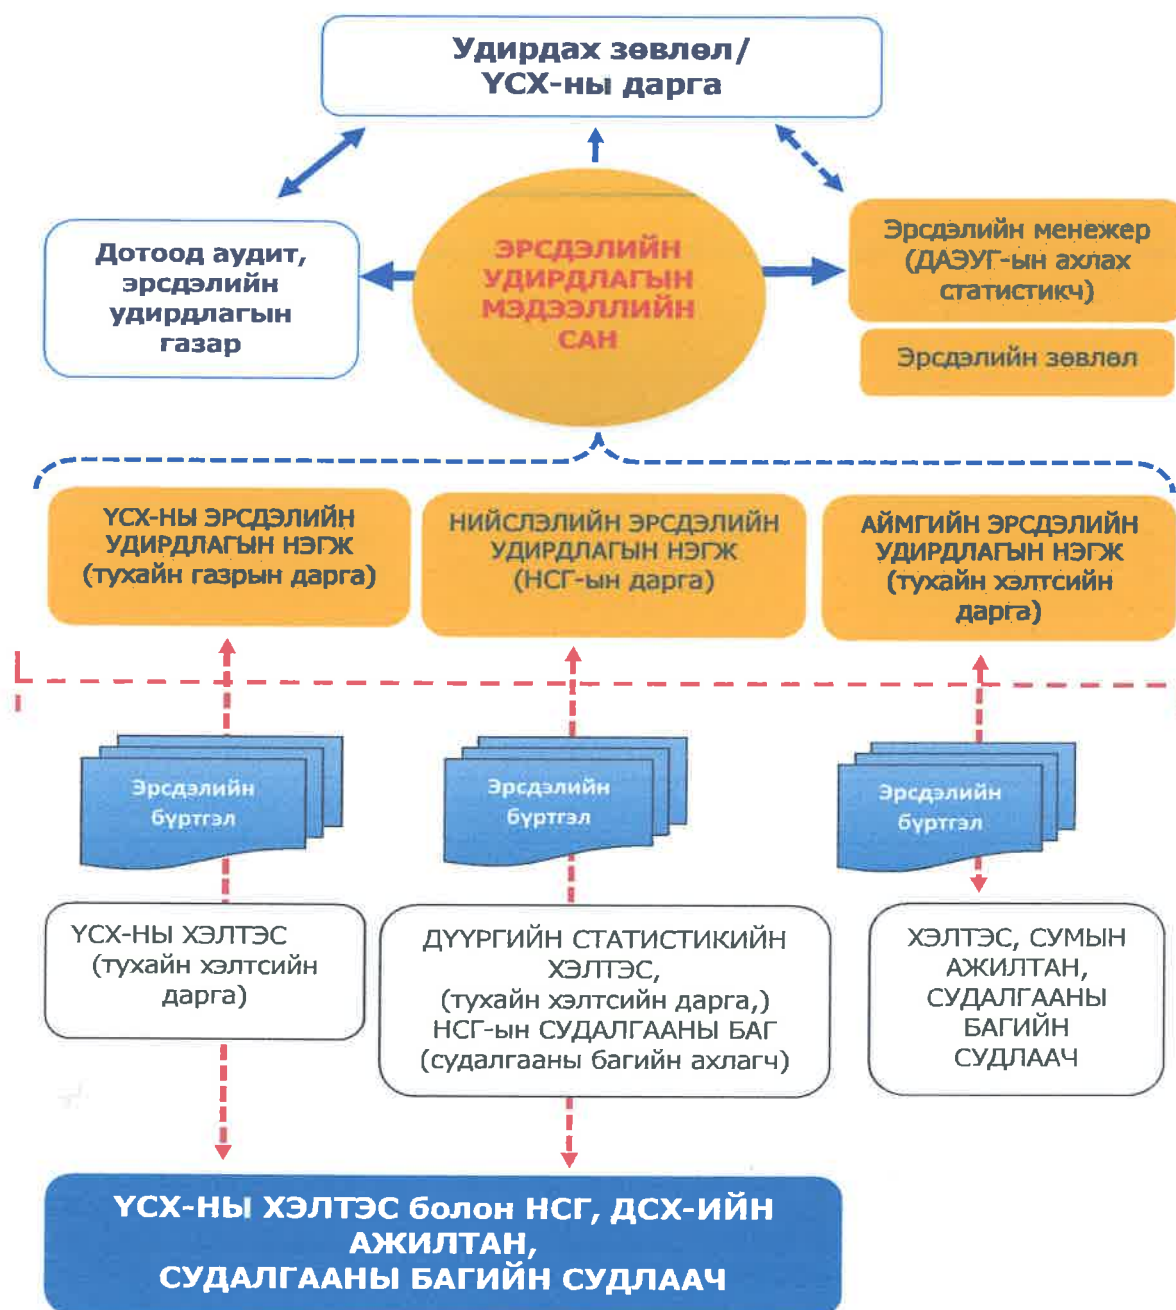 Удирдах зөвлөл/
ҮСХ-ны дарга
Дотоод аудит,
эрсдэлийн
удирдлагын
газар
ЭРСДЭЛИЙН
УДИРДЛАГЫН
МЭДЭЭЛЛИЙН
САН
Эрсдэлийн менежер
(ДАЭУГ-ын ахлах
статистикч)
Эрсдэлийн зөвлөл
ҮСХ-НЫ ЭРСДЭЛИЙН
УДИРДЛАГЫН НЭГЖ
(тухайн газрын дарга)
НИЙСЛЭЛИЙН ЭРСДЭЛИЙН
УДИРДЛАГЫН НЭГЖ
(НСГ-ын дарга)
АЙМГИЙН ЭРСДЭЛИЙН
УДИРДЛАГЫН НЭГЖ
(тухайн хэлтсийн
дарга)
Эрсдэлийн
бүртгэл
Эрсдэлийн
бүртгэл
Эрсдэлийн
бүртгэл
ҮСХ-НЫ ХЭЛТЭС
(тухайн хэлтсийн
дарга)
ДҮҮРГИЙН СТАТИСТИКИЙН
ХЭЛТЭС,
(тухайн хэлтсийн дарга,)
НСГ-ын СУДАЛГААНЫ БАГ
(судалгааны багийн ахлагч)
ХЭЛТЭС, СУМЫН
АЖИЛТАН,
СУДАЛГААНЫ
БАГИЙН
СУДЛААЧ
ҮСХ-НЫ ХЭЛТЭС болон НСГ, ДСХ-ИЙН
АЖИЛТАН,
СУДАЛГААНЫ БАГИЙН СУДЛААЧ